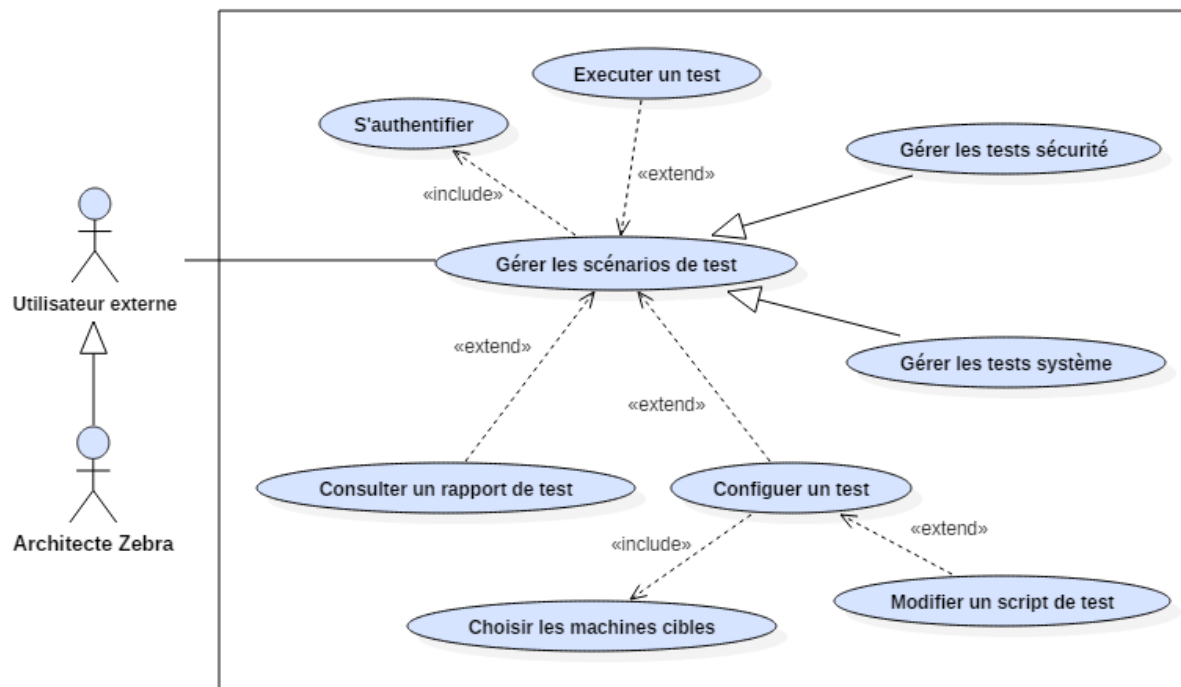 Executer un test
S'authentifier
Gérer les tests sécurité
«extend»
«include»
Gérer les scénarios de test
Utilisateur externe
«extend»
Gérer les tests système
«extend»
Consulter un rapport de test
Configuer un test
«extend»
«include»
Architecte Zebra
Modifier un script de test
Choisir les machines cibles